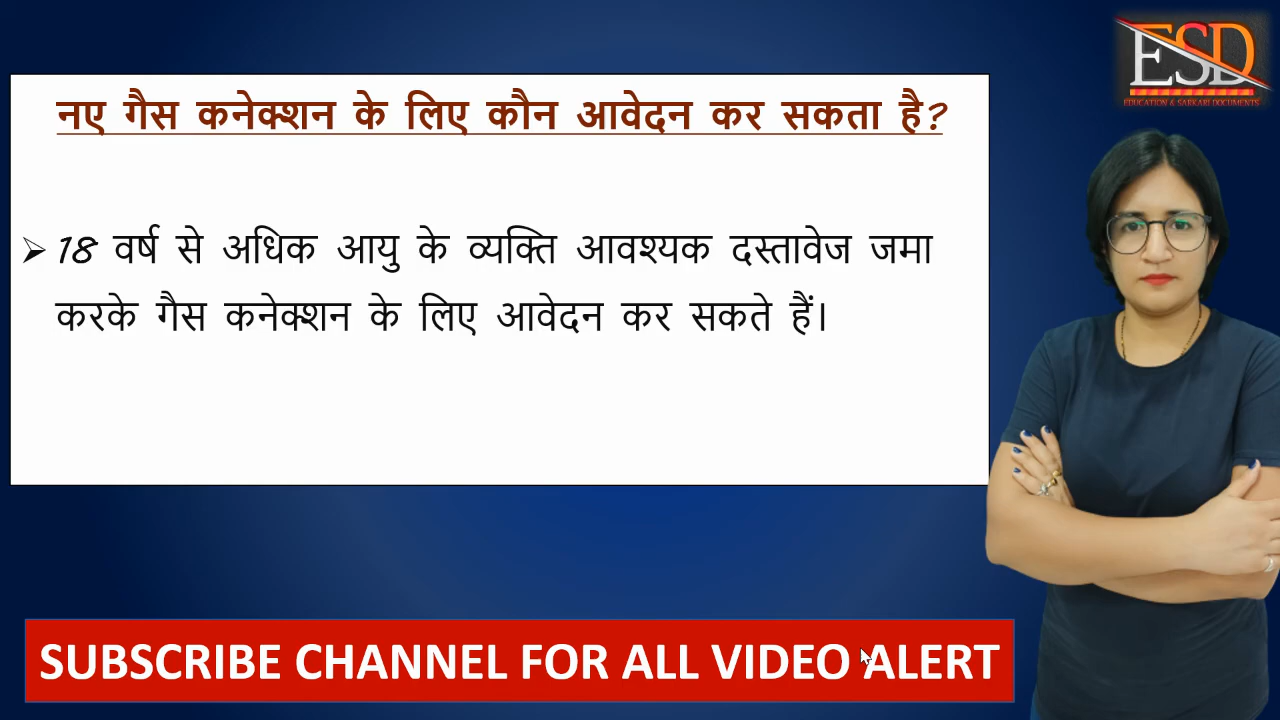 ESD
EDUCATION & SARKARI DOCUMENTS
नए गैस कनेक्शन के लिए कौन आवेदन कर सकता है?
➢ 18 वर्ष से अधिक आयु के व्यक्ति आवश्यक दस्तावेज जमा
करके गैस कनेक्शन के लिए आवेदन कर सकते हैं।
SUBSCRIBE CHANNEL FOR ALL VIDEO ALERT